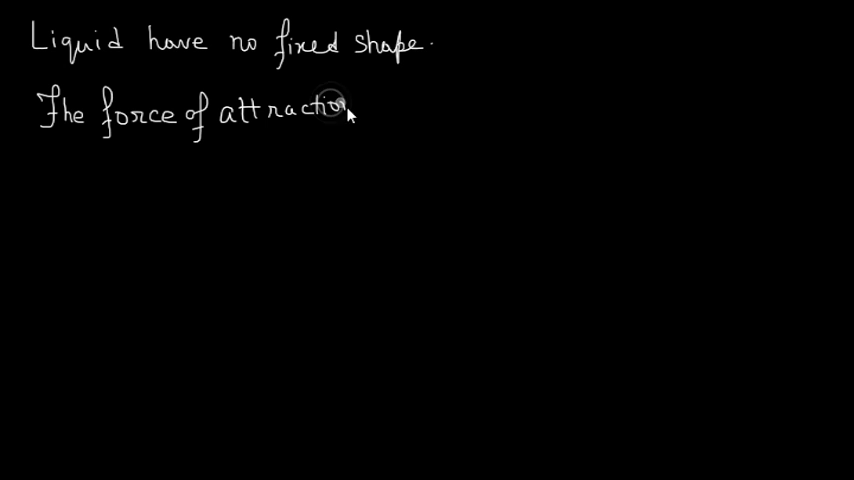 Liquid have no fixed shape.
The force of attraction